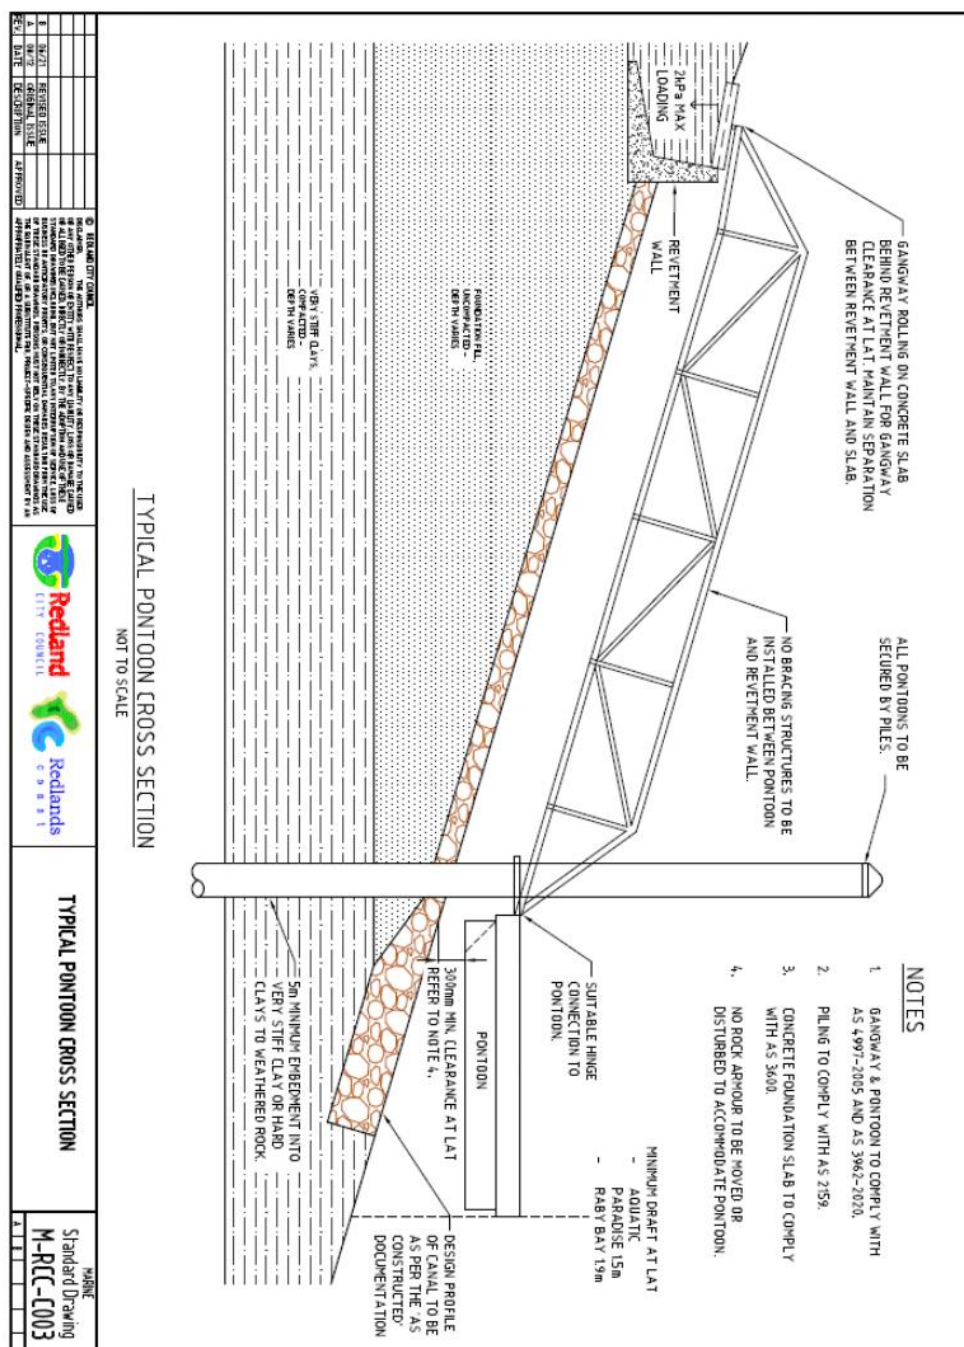 GANGWAY ROLLING ON CONCRETE SLAB
BEHIND REVETMENT WALL FOR GANGWAY
CLEARANCE AT LAT. MAINTAIN SEPARATION
BETWEEN REVETMENT WALL AND SLAB.
2kPa MAX
LOADING
REVETMENT
WALL
ALL PONTOONS TO BE
SECURED BY PILES.
NO BRACING STRUCTURES TO BE
INSTALLED BETWEEN PONTOON
AND REVETMENT WALL.
NOTES
1. GANGWAY & PONTOON TO COMPLY WITH
AS 4997-2005 AND AS 3962-2020.
2. PILING TO COMPLY WITH AS 2159.
3. CONCRETE FOUNDATION SLAB TO COMPLY
WITH AS 3600.
4. NO ROCK ARMOUR TO BE MOVED OR
DISTURBED TO ACCOMMODATE PONTOON.
MINIMUM DRAFT AT LAT
- AQUATIC
PARADISE 1.5m
- RABY BAY 1.9m
SUITABLE HINGE
CONNECTION TO
PONTOON.
PONTOON
300mm MIN. CLEARANCE AT LAT
REFER TO NOTE 4.
DESIGN PROFILE
OF CANAL TO BE
AS PER THE 'AS
CONSTRUCTED'
DOCUMENTATION
FOUNDATION FILL,
UNCOMPACTED -
DEPTH VARIES
VERY STIFF CLAYS,
COMPACTED -
DEPTH VARIES
5m MINIMUM EMBEDMENT INTO
VERY STIFF CLAY OR HARD
CLAYS TO WEATHERED ROCK.
TYPICAL PONTOON CROSS SECTION
NOT TO SCALE
B 06/21 REVISED ISSUE
A ORIGINAL ISSUE
REV. DATE DESCRIPTION APPROVED
© REDLAND CITY COUNCIL
Redland
CITY COUNCIL
Redlands
coast
TYPICAL PONTOON CROSS SECTION
MARINE
Standard Drawing
M-RCC-C003
A B